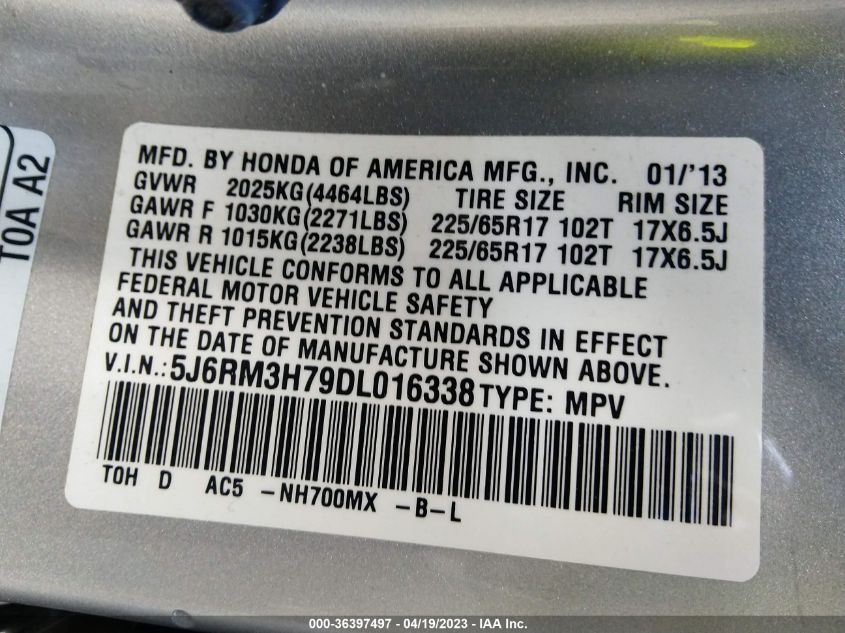 T0A A2
MFD. BY HONDA OF AMERICA MFG., INC. 01/'13
GVWR 2025KG(4464LBS) TIRE SIZE RIM SIZE
GAWR F 1030KG(2271LBS) 225/65R17 102T 17X6.5J
GAWR R 1015KG(2238LBS) 225/65R17 102T 17X6.5J
THIS VEHICLE CONFORMS TO ALL APPLICABLE
FEDERAL MOTOR VEHICLE SAFETY
AND THEFT PREVENTION STANDARDS IN EFFECT
ON THE DATE OF MANUFACTURE SHOWN ABOVE.
V.I.N.:5J6RM3H79DL016338 TYPE: MPV
T0H D AC5 -NH700MX -B-L
000-36397497 - 04/19/2023 - IAA Inc.